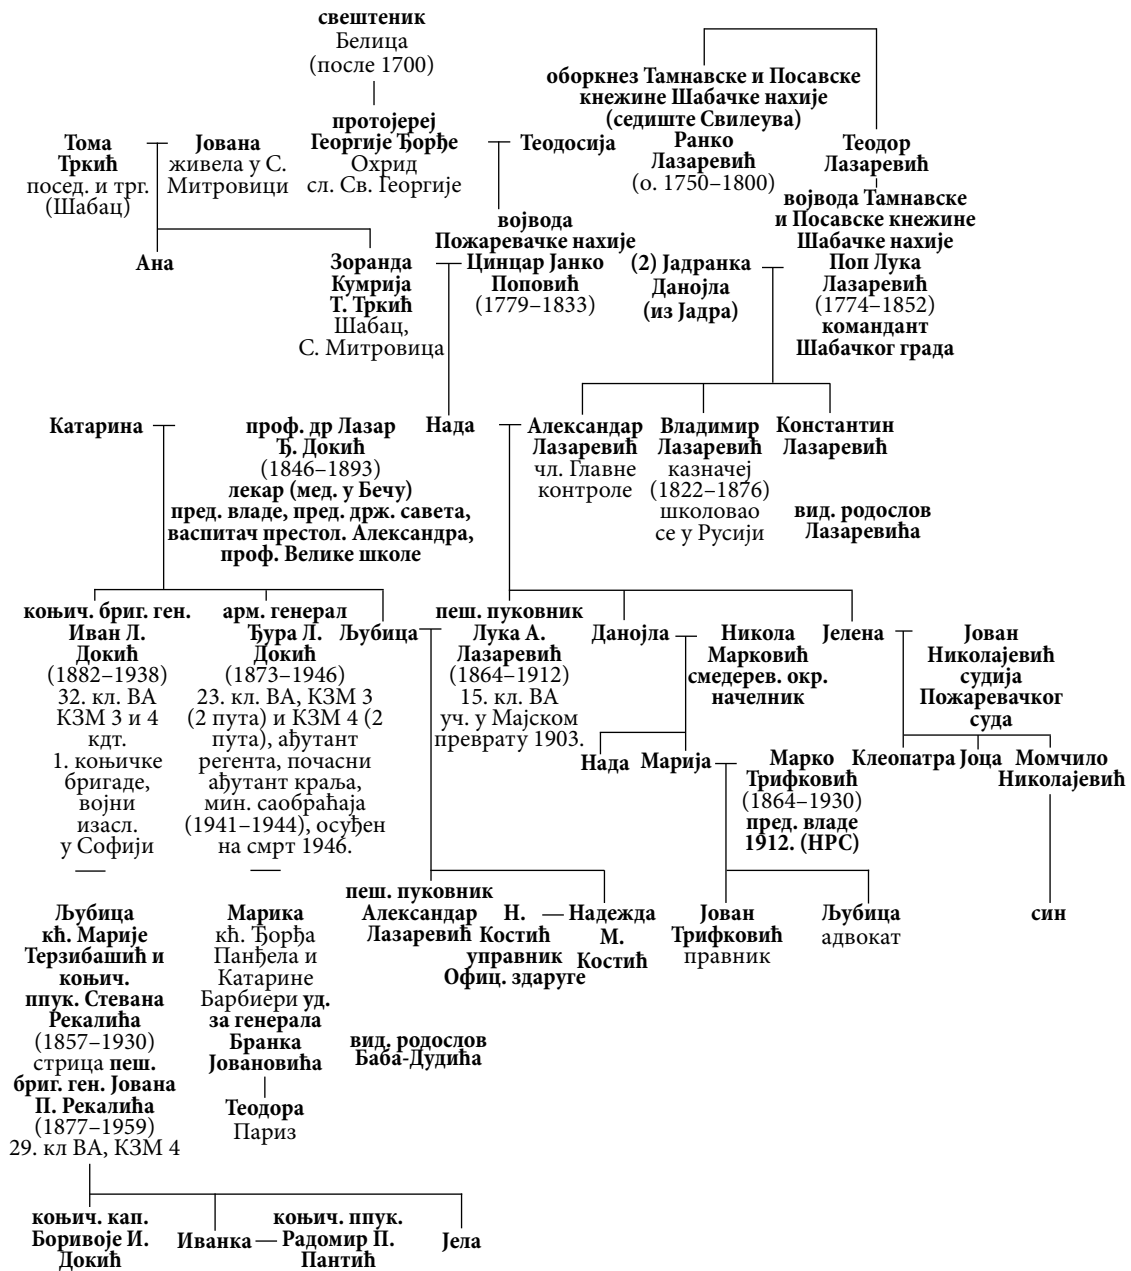 свештеник
Белица
(после 1700)
протојереј
Георгије Ђорђе
Охрид
сл. Св. Георгије
Теодосија
оборкнез Тамнавске и Посавске
кнежине Шабачке нахије
(седиште Свилеува)
Ранко
Лазаревић
(о. 1750–1800)
Теодор
Лазаревић
Тома
Тркић
посед. и трг.
(Шабац)
Јована
живела у С.
Митровици
Ана
Зоранда
Кумрија
Т. Тркић
Шабац,
С. Митровица
војвода
Пожаревачке нахије
Цинцар Јанко
Поповић
(1779–1833)
(2) Јадранка
Данојла
(из Јадра)
војвода Тамнавске
и Посавске кнежине
Шабачке нахије
Поп Лука
Лазаревић
(1774–1852)
командант
Шабачког града
Катарина
проф. др Лазар
Ђ. Докић
(1846–1893)
лекар (мед. у Бечу)
пред. владе, пред. држ. савета,
васпитач престол. Александра,
проф. Велике школе
Нада
Александар
Лазаревић
чл. Главне
контроле
Владимир
Лазаревић
казначеј
(1822–1876)
школовао
се у Русији
Константин
Лазаревић
вид. родослов
Лазаревића
коњич. бриг. ген.
Иван Л.
Докић
(1882–1938)
32. кл. ВА
КЗМ 3 и 4
кдт.
1. коњичке
бригаде,
војни
изасл.
у Софији
арм. генерал
Ђура Л.
Докић
(1873–1946)
23. кл. ВА, КЗМ 3
(2 пута) и КЗМ 4 (2
пута), ађутант
регента, почасни
ађутант краља,
мин. саобраћаја
(1941–1944), осуђен
на смрт 1946.
Љубица
пеш. пуковник
Лука А.
Лазаревић
(1864–1912)
15. кл. ВА
уч. у Мајском
преврату 1903.
Данојла
Никола
Марковић
смедерев. окр.
начелник
Јелена
Јован
Николајевић
судија
Пожаревачког
суда
Нада
Марија
Марко
Трифковић
(1864–1930)
пред. владе
1912. (НРС)
Клеопатра
Јоца
Момчило
Николајевић
Љубица
кћ. Марије
Терзибашић и
коњич.
ппук. Стевана
Рекалића
(1857–1930)
стрица пеш.
бриг. ген. Јована
П. Рекалића
(1877–1959)
29. кл ВА, КЗМ 4
Марика
кћ. Ђорђа
Панђела и
Катарине
Барбиери уд.
за генерала
Бранка
Јовановића
Теодора
Париз
пеш. пуковник
Александар
Лазаревић
Н.
Костић
управник
Офиц. здаруге
Надежда
М.
Костић
Јован
Трифковић
правник
Љубица
адвокат
син
вид. родослов
Баба-Дудића
коњич. кап.
Боривоје И.
Докић
Иванка
коњич. ппук.
Радомир П.
Пантић
Јела